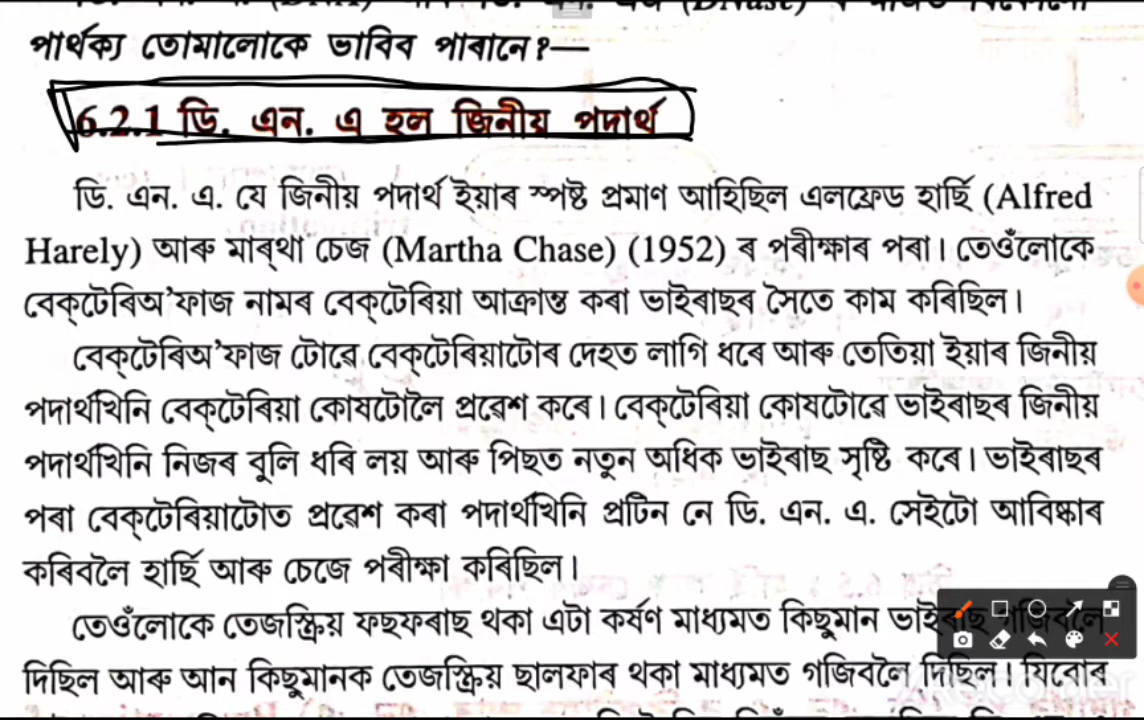 পাৰ্থক্য তোমালোকে ভাবিব পাৰানে?—
6.2.1 ডি. এন. এ হল জিনীয় পদাৰ্থ
ডি. এন. এ. যে জিনীয় পদাৰ্থ ইয়াৰ স্পষ্ট প্ৰমাণ আহিছিল এলফ্ৰেড হাৰ্ছি (Alfred
Harely) আৰু মাৰ্থা চেজ (Martha Chase) (1952) ৰ পৰীক্ষাৰ পৰা। তেওঁলোকে
বেক্টেৰিঅ'ফাজ নামৰ বেক্টেৰিয়া আক্ৰান্ত কৰা ভাইৰাছৰ সৈতে কাম কৰিছিল।
বেক্টেৰিঅ'ফাজ টোৱে বেক্টেৰিয়াটোৰ দেহত লাগি ধৰে আৰু তেতিয়া ইয়াৰ জিনীয়
পদাৰ্থখিনি বেক্টেৰিয়া কোষটোলৈ প্ৰৱেশ কৰে। বেক্টেৰিয়া কোষটোৱে ভাইৰাছৰ জিনীয়
পদাৰ্থখিনি নিজৰ বুলি ধৰি লয় আৰু পিছত নতুন অধিক ভাইৰাছ সৃষ্টি কৰে। ভাইৰাছৰ
পৰা বেক্টেৰিয়াটোত প্ৰৱেশ কৰা পদাৰ্থখিনি প্ৰটিন নে ডি. এন. এ. সেইটো আবিষ্কাৰ
কৰিবলৈ হাৰ্ছি আৰু চেজে পৰীক্ষা কৰিছিল।
তেওঁলোকে তেজস্ক্ৰিয় ফছফৰাছ থকা এটা কৰ্ষণ মাধ্যমত কিছুমান ভাইৰাছ গজিবলৈ
দিছিল আৰু আন কিছুমানক তেজস্ক্ৰিয় ছালফাৰ থকা মাধ্যমত গজিবলৈ দিছিল। যিবোৰ